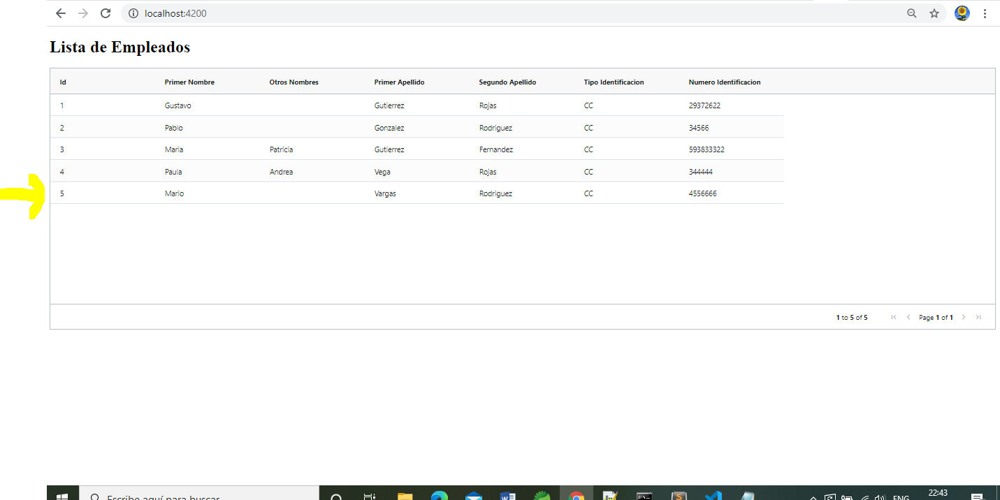 localhost:4200
Lista de Empleados
Id Primer Nombre Otros Nombres Primer Apellido Segundo Apellido Tipo Identificacion Numero Identificacion
1 Gustavo Gutierrez Rojas CC 29372622
2 Pablo Gonzalez Rodriguez CC 34566
3 Maria Patricia Gutierrez Fernandez CC 593833322
4 Paula Andrea Vega Rojas CC 344444
5 Mario Vargas Rodriguez CC 4556666
1 to 5 of 5 Page 1 of 1
Escribe aquí para buscar ENG 22:43